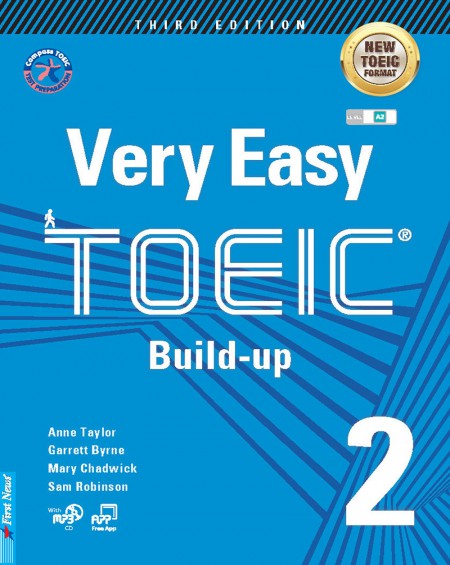 THIRD EDITION
Compass TOEIC
TEST PREPARATION
NEW
TOEIC
FORMAT
A2
Very Easy
TOEIC®
Build-up
2
Anne Taylor
Garrett Byrne
Mary Chadwick
Sam Robinson
With
MP3
CD
APP
Free App
First News